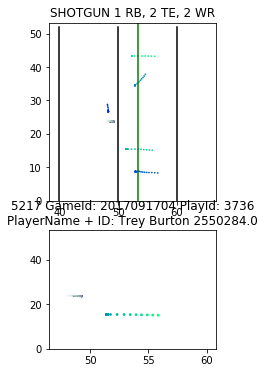 SHOTGUN 1 RB, 2 TE, 2 WR
50
40
30
20
10
0
40 50 60
5217 GameId: 2017091704 PlayId: 3736
PlayerName + ID: Trey Burton 2550284.0
40
20
0
50 55 60